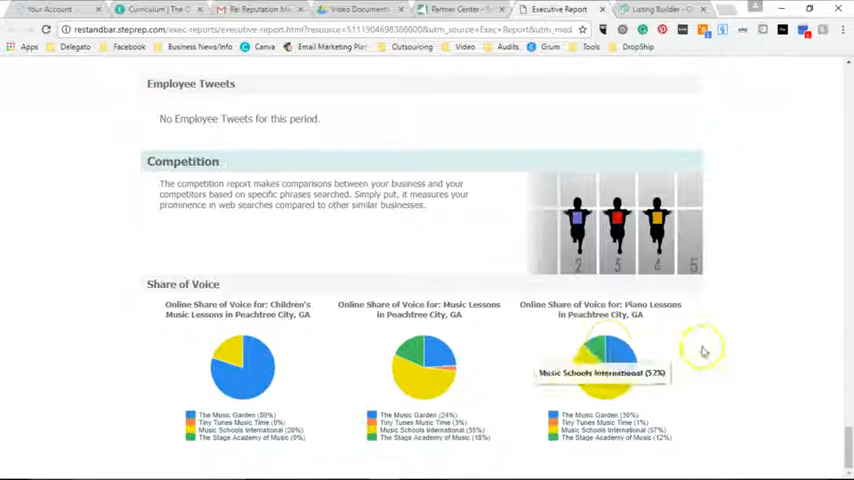 Your Account
Curriculum | The C
Re: Reputation M
Video Document
Partner Center - S
Executive Report
Listing Builder - O
restandbar.steprep.com/exec-reports/executive-report.html?resource=5111904698386000&utm_source=Exec+Report&utm_med
Apps Delegato Facebook Business News/Info Canva Email Marketing Plat Outsourcing Video Audits Grum Tools DropShip
Employee Tweets
No Employee Tweets for this period.
Competition
The competition report makes comparisons between your business and your
competitors based on specific phrases searched. Simply put, it measures your
prominence in web searches compared to other similar businesses.
2 3 4 5
Share of Voice
Online Share of Voice for: Children's
Music Lessons in Peachtree City, GA
The Music Garden (80%)
Tiny Tunes Music Time (0%)
Music Schools International (20%)
The Stage Academy of Music (0%)
Online Share of Voice for: Music Lessons
in Peachtree City, GA
The Music Garden (24%)
Tiny Tunes Music Time (3%)
Music Schools International (55%)
The Stage Academy of Music (18%)
Online Share of Voice for: Piano Lessons
in Peachtree City, GA
Music Schools International (57%)
The Music Garden (30%)
Tiny Tunes Music Time (1%)
Music Schools International (57%)
The Stage Academy of Music (12%)